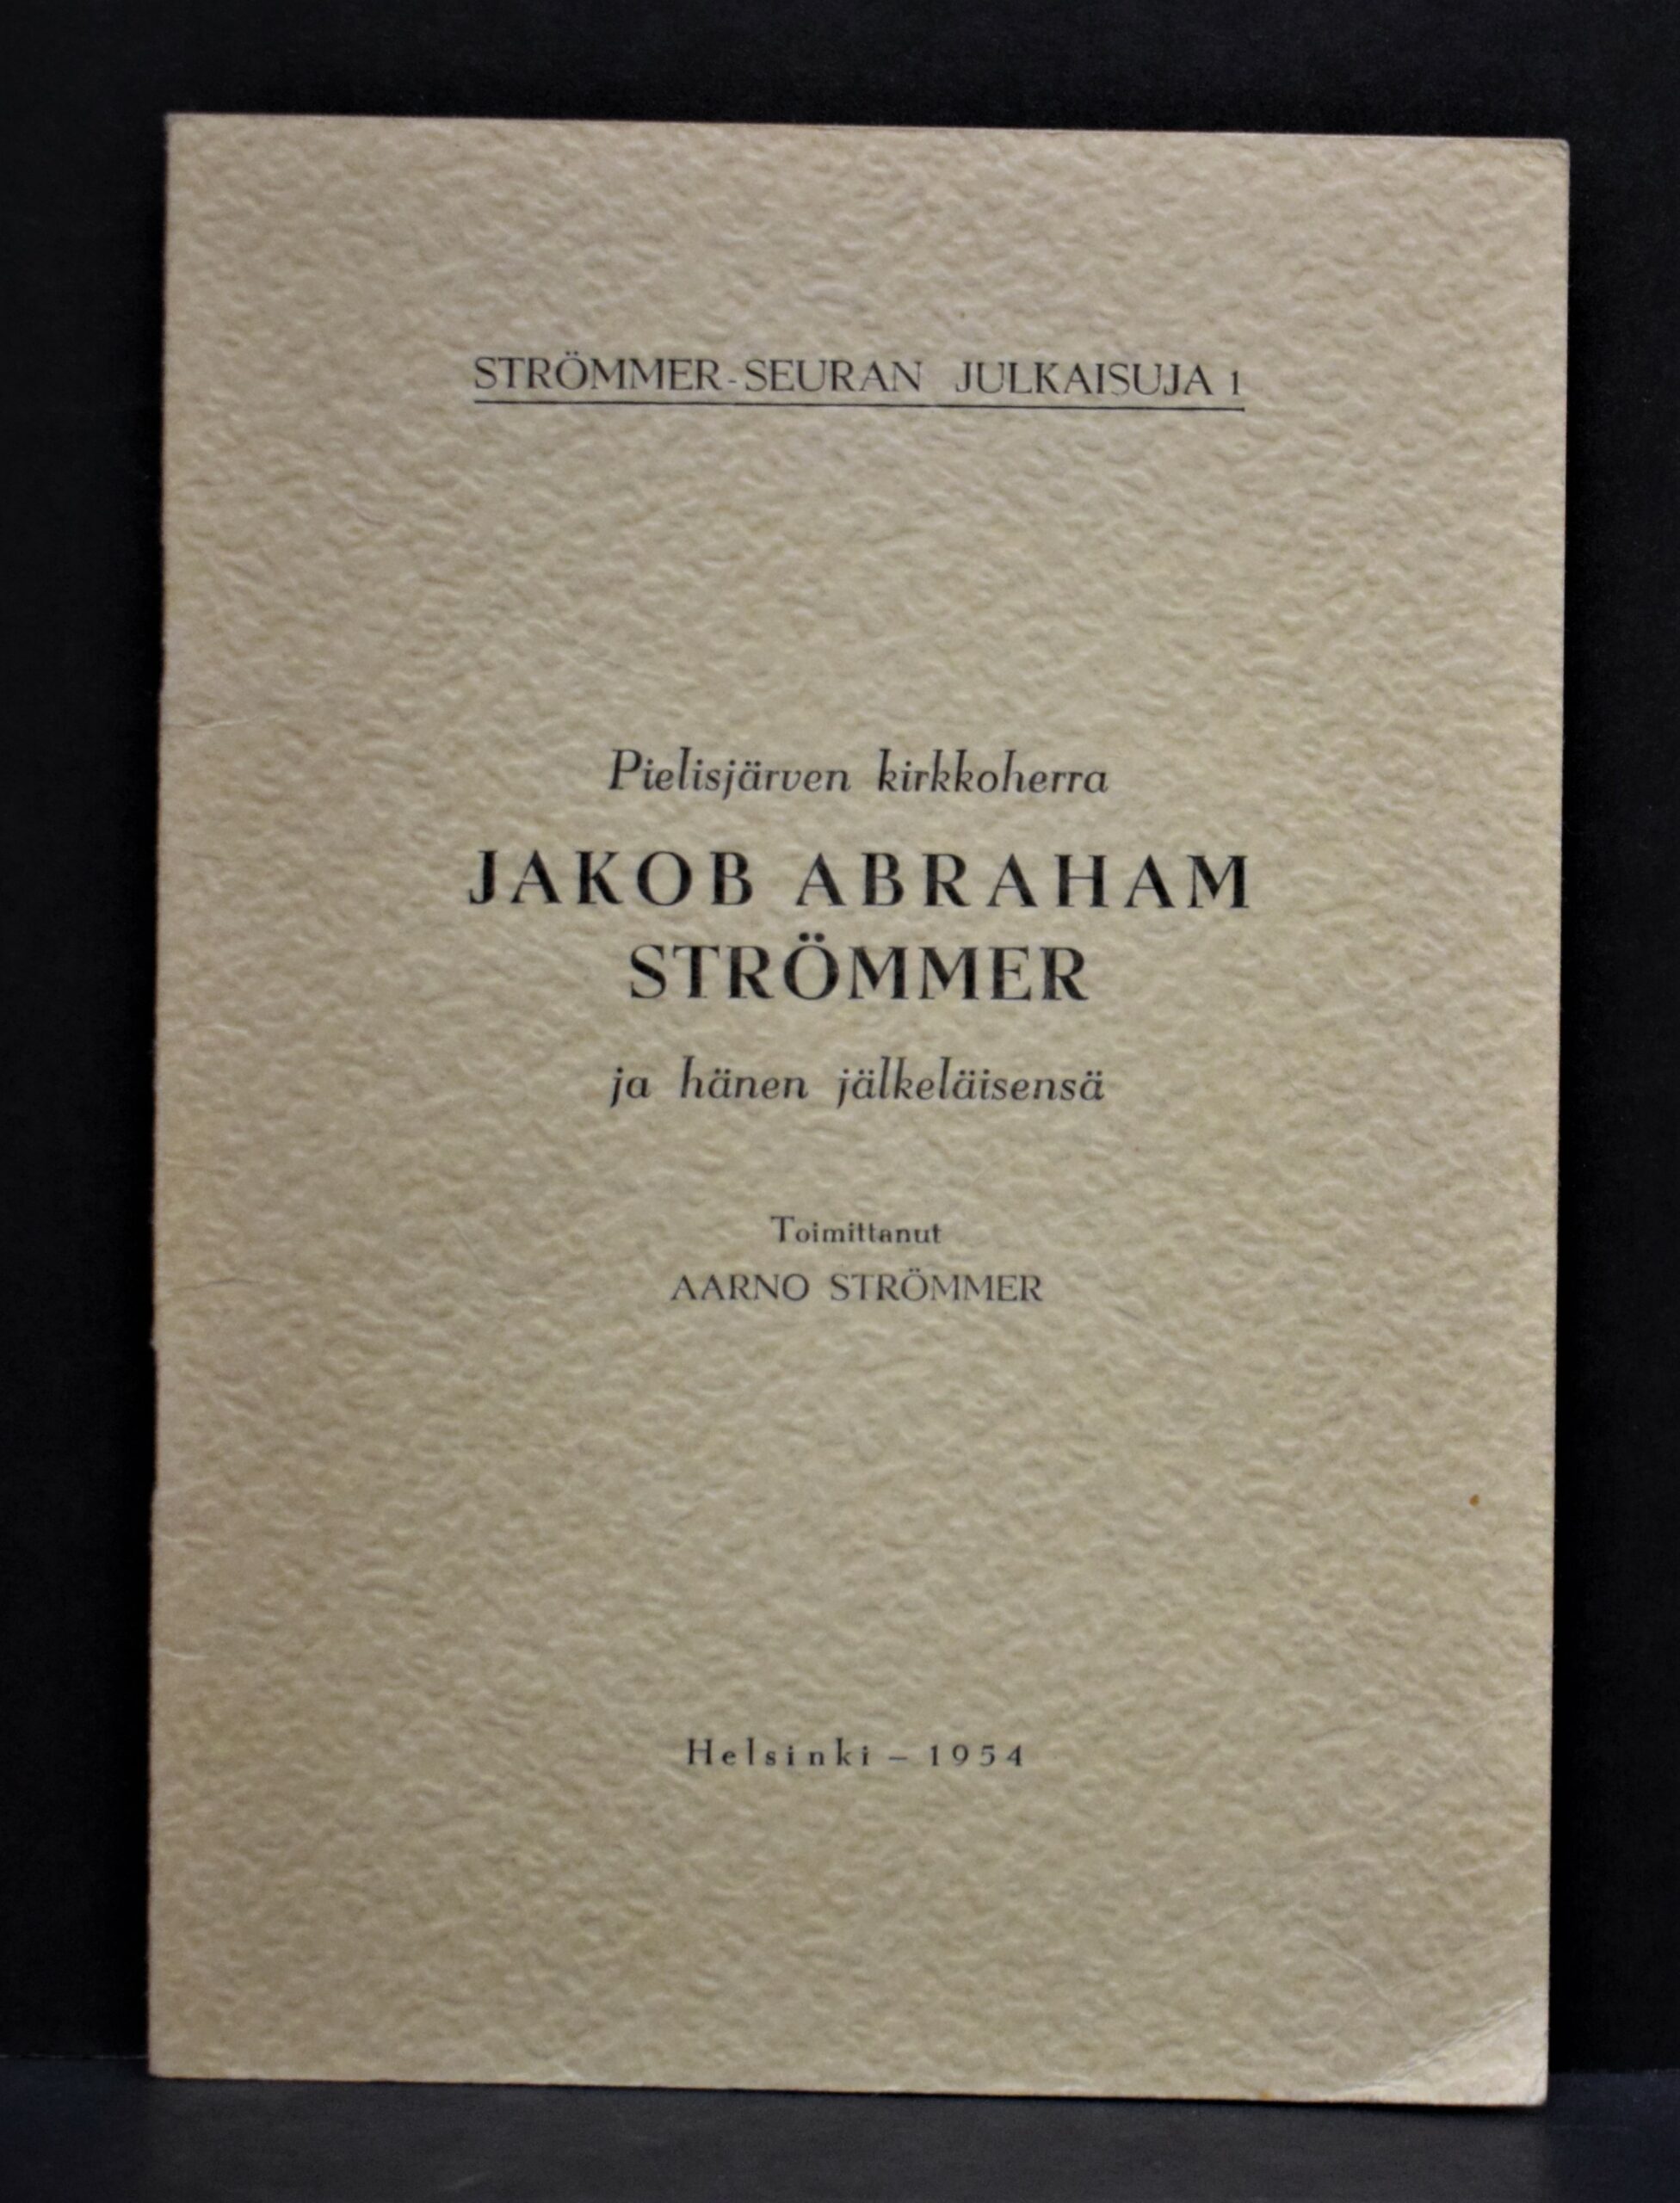 STRÖMMER-SEURAN JULKAISUJA 1
Pielisjärven kirkkoherra
JAKOB ABRAHAM
STRÖMMER
ja hänen jälkeläisensä
Toimittanut
AARNO STRÖMMER
Helsinki – 1954